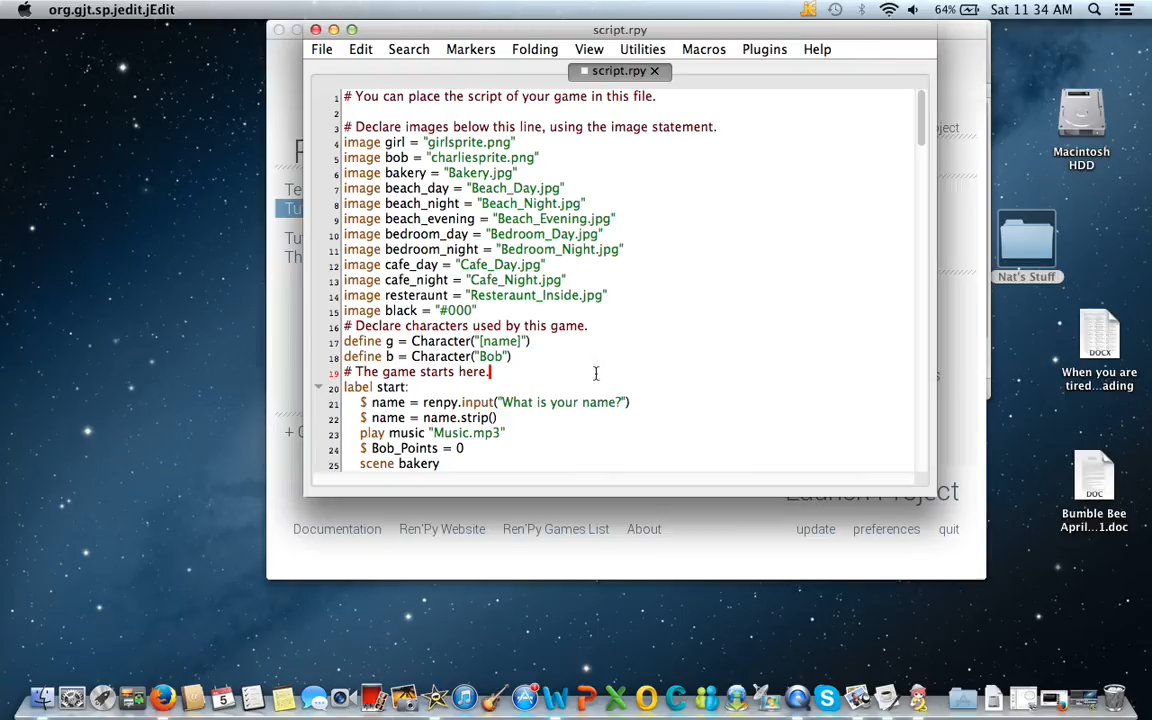 org.gjt.sp.jedit.jEdit
64%
Sat 11 34 AM
script.rpy
File Edit Search Markers Folding View Utilities Macros Plugins Help
script.rpy
1 # You can place the script of your game in this file.
2
3 # Declare images below this line, using the image statement.
4 image girl = "girlsprite.png"
5 image bob = "charliesprite.png"
6 image bakery = "Bakery.jpg"
7 image beach_day = "Beach_Day.jpg"
8 image beach_night = "Beach_Night.jpg"
9 image beach_evening = "Beach_Evening.jpg"
10 image bedroom_day = "Bedroom_Day.jpg"
11 image bedroom_night = "Bedroom_Night.jpg"
12 image cafe_day = "Cafe_Day.jpg"
13 image cafe_night = "Cafe_Night.jpg"
14 image resteraunt = "Resteraunt_Inside.jpg"
15 image black = "#000"
16 # Declare characters used by this game.
17 define g = Character("[name]")
18 define b = Character("Bob")
19 # The game starts here.
20 label start:
21 $ name = renpy.input("What is your name?")
22 $ name = name.strip()
23 play music "Music.mp3"
24 $ Bob_Points = 0
25 scene bakery
Launch Project
Documentation Ren'Py Website Ren'Py Games List About update preferences quit
Macintosh
HDD
Nat's Stuff
DOCX
When you are
tired...ading
DOC
Bumble Bee
April...1.doc